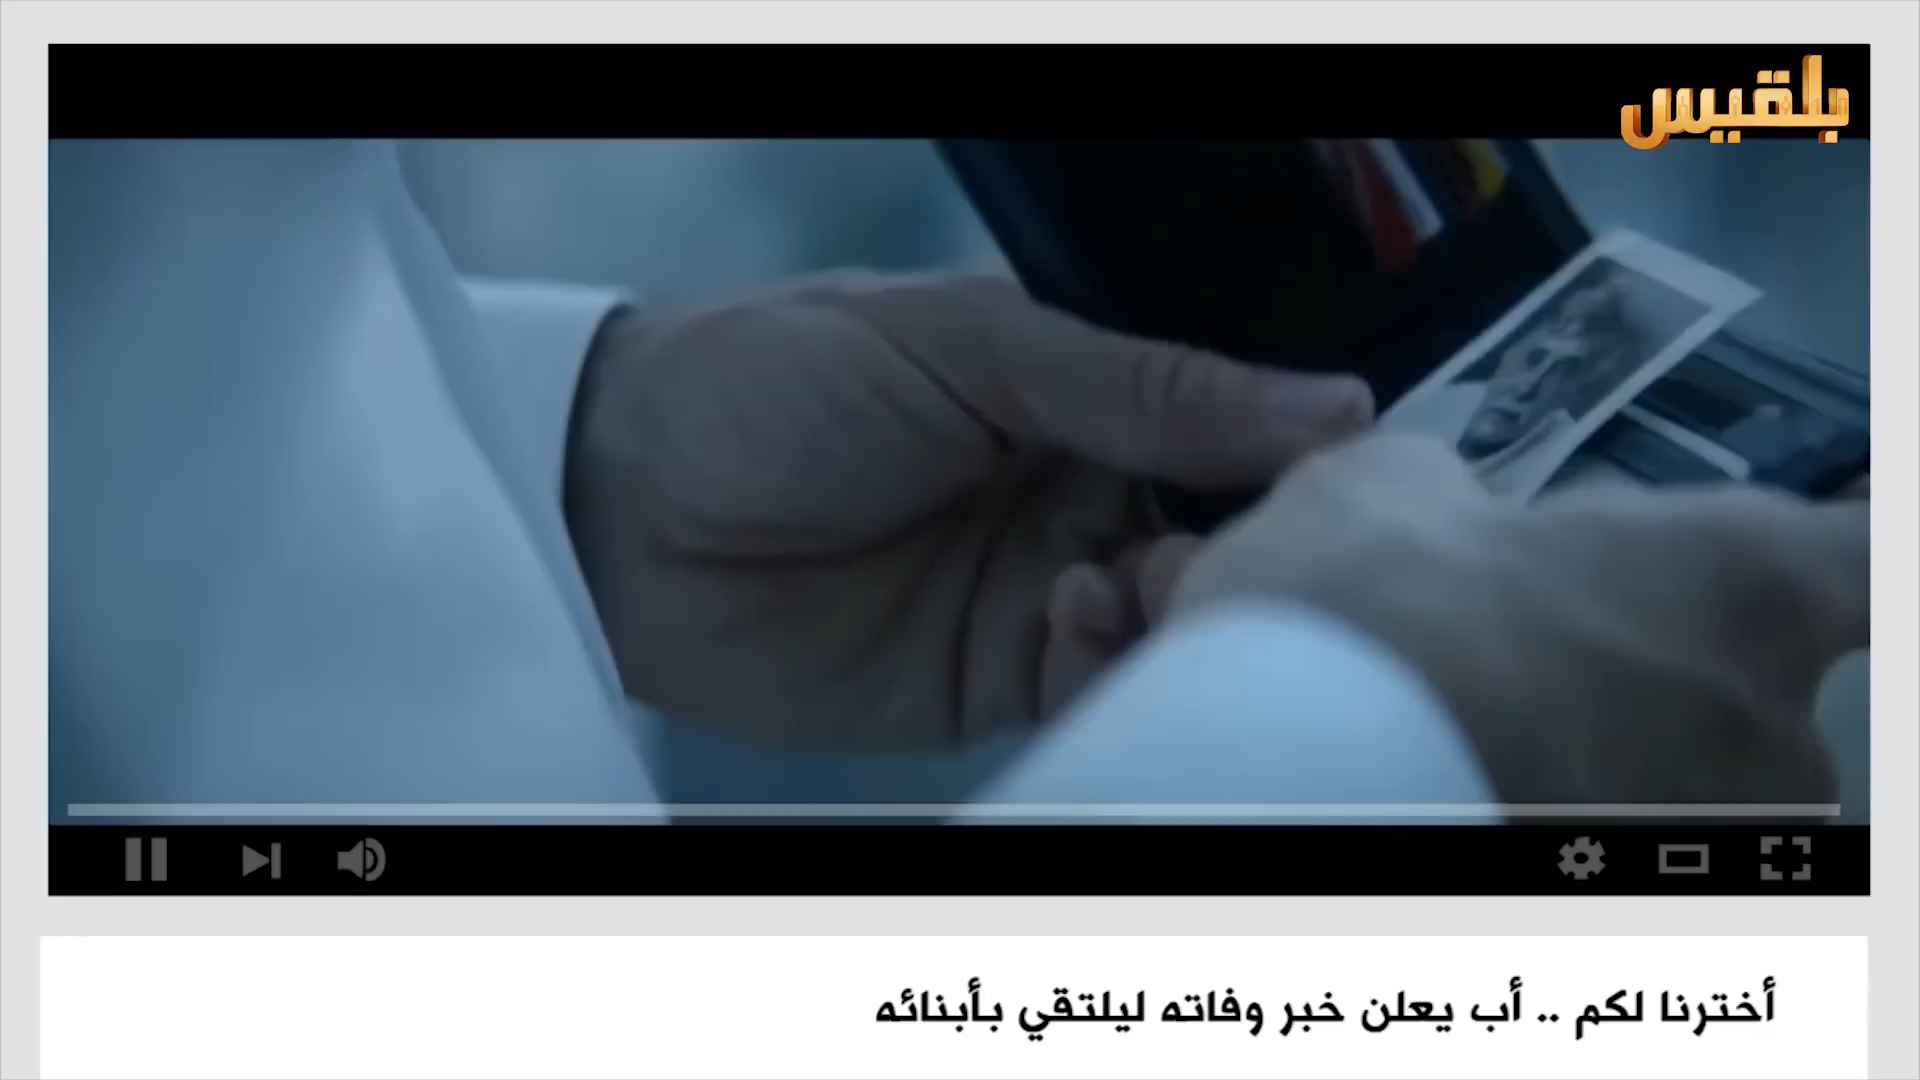 بلقيس
أخترنا لكم .. أب يعلن خبر وفاته ليلتقي بأبنائه